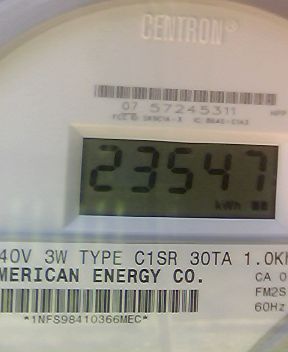 CENTRON®
07 57245311
23547
kWh
40V 3W TYPE C1SR 30TA 1.0K
MERICAN ENERGY CO.
CA 0
FM2S
60Hz
*1NFS98410366MEC*